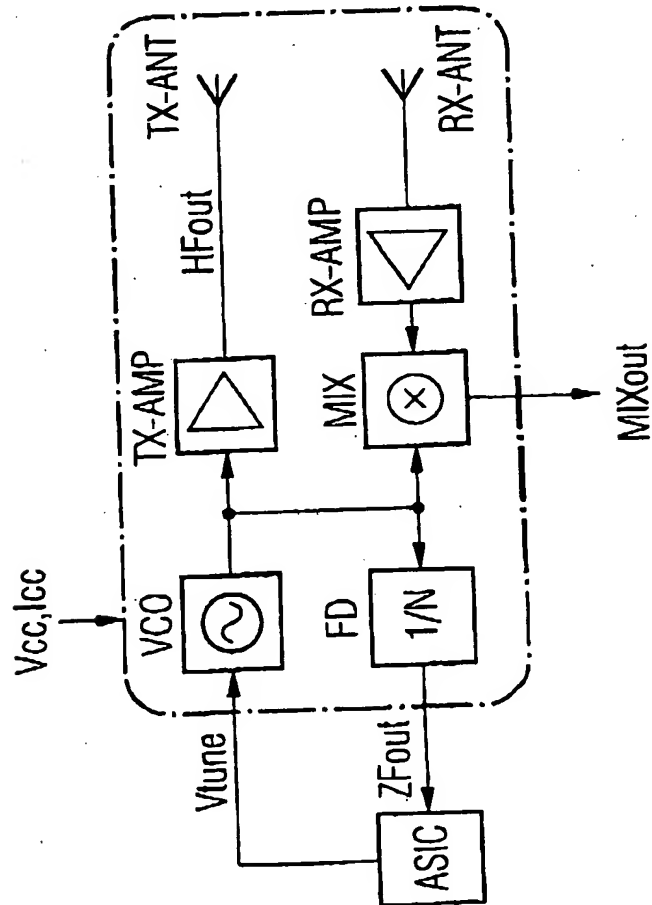 Vcc,Icc
VCO
TX-AMP
HFout
TX-ANT
Vtune
FD
1/N
MIX
RX-AMP
RX-ANT
ZFout
ASIC
MIXout